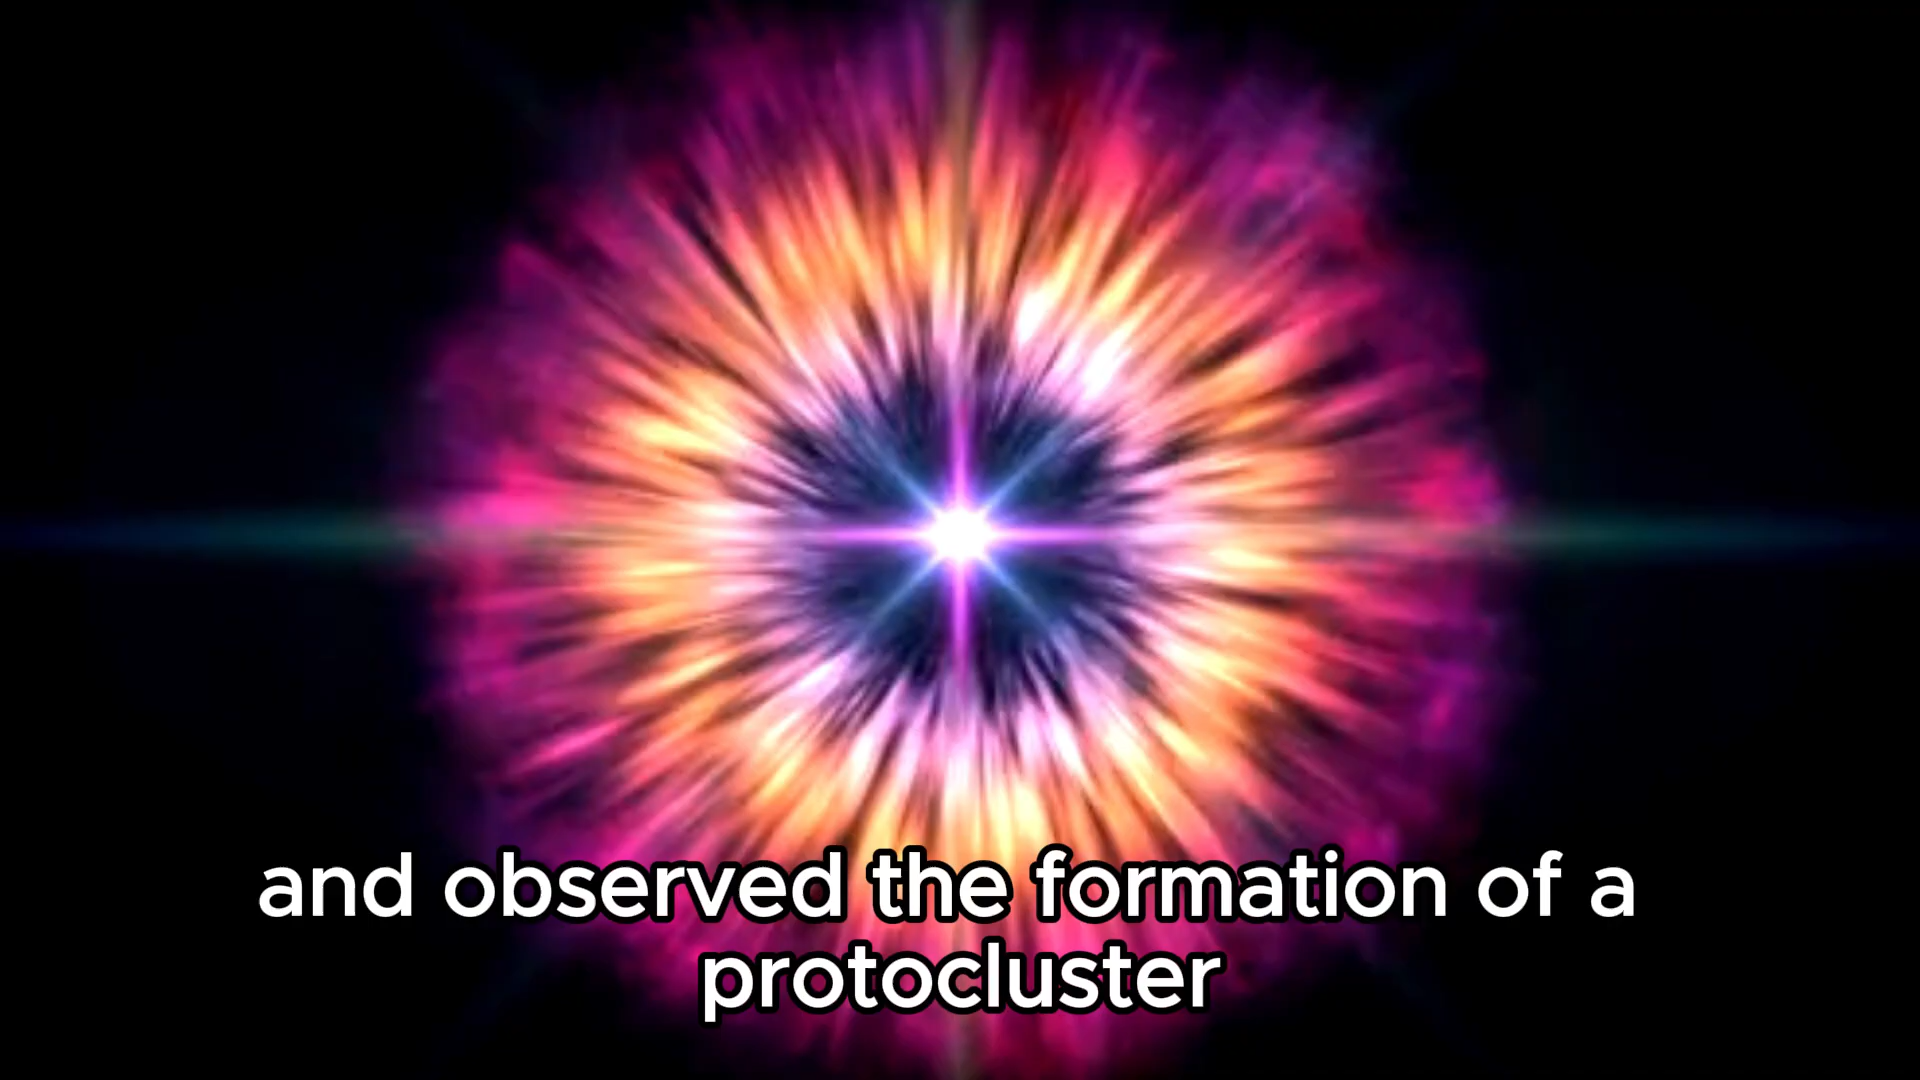 and observed the formation of a
protocluster